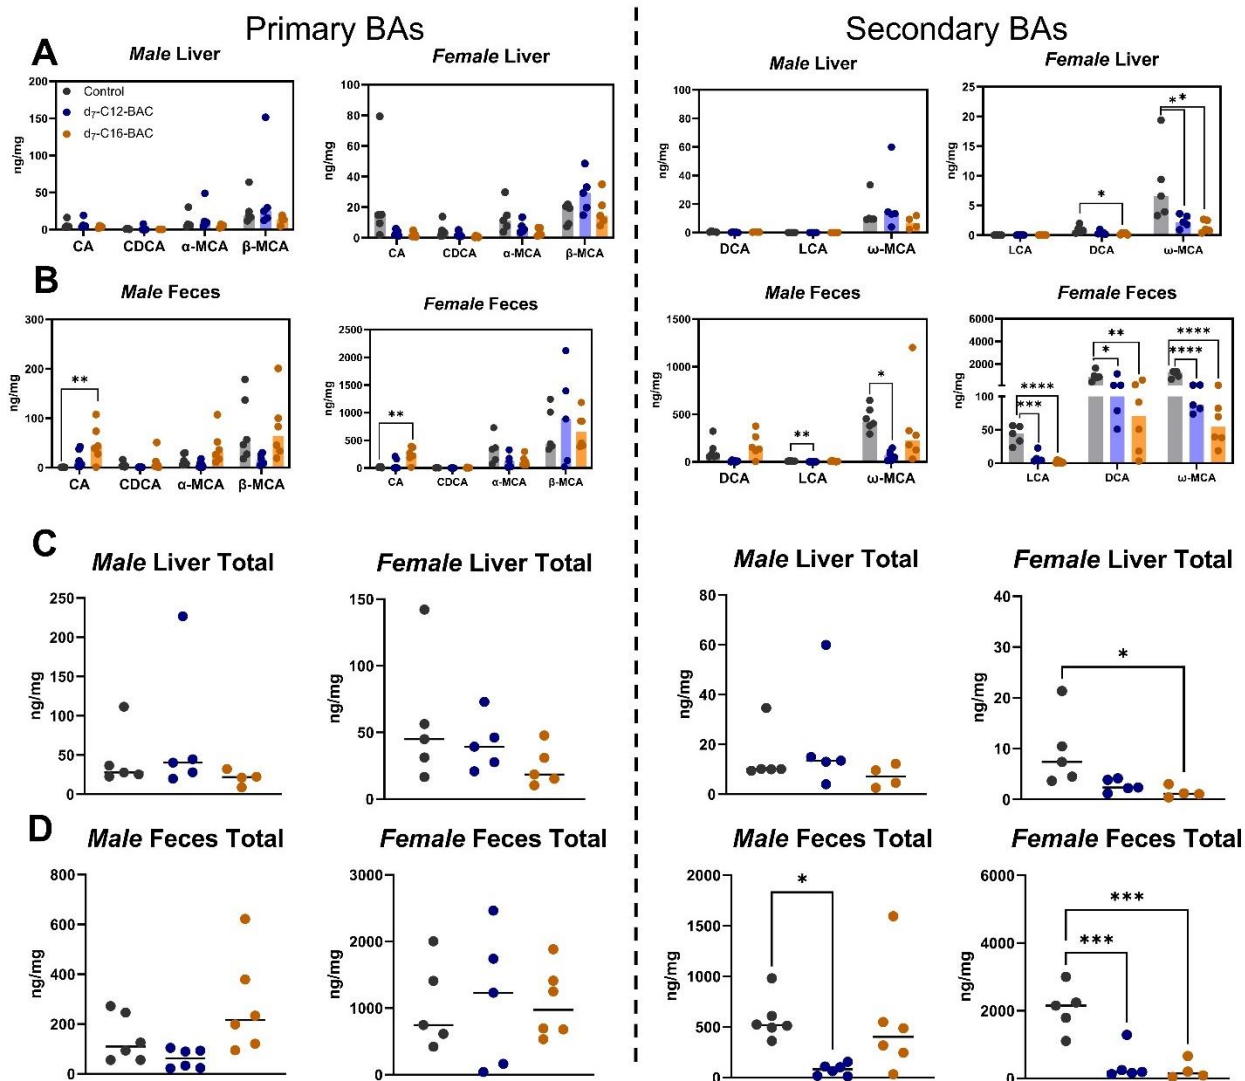 Primary BAs
Secondary BAs
A
Male Liver
ng/mg
200
150
100
50
0
Control
d7-C12-BAC
d7-C16-BAC
CA CDCA α-MCA β-MCA
Female Liver
ng/mg
100
80
60
40
20
0
CA CDCA α-MCA β-MCA
Male Liver
ng/mg
100
80
60
40
20
0
DCA LCA ω-MCA
Female Liver
ng/mg
25
20
15
10
5
0
*
* *
LCA DCA ω-MCA
B
Male Feces
ng/mg
300
200
100
0
**
CA CDCA α-MCA β-MCA
Female Feces
ng/mg
2500
2000
1500
1000
500
0
**
CA CDCA α-MCA β-MCA
Male Feces
ng/mg
1500
1000
500
0
**
*
DCA LCA ω-MCA
Female Feces
ng/mg
6000
4000
2000
100
50
0
****
***
**
*
****
****
LCA DCA ω-MCA
C
Male Liver Total
ng/mg
250
200
150
100
50
0
Female Liver Total
ng/mg
150
100
50
0
Male Liver Total
ng/mg
80
60
40
20
0
Female Liver Total
ng/mg
40
30
20
10
0
*
D
Male Feces Total
ng/mg
800
600
400
200
0
Female Feces Total
ng/mg
3000
2000
1000
0
Male Feces Total
ng/mg
2000
1500
1000
500
0
*
Female Feces Total
ng/mg
6000
4000
2000
0
***
***